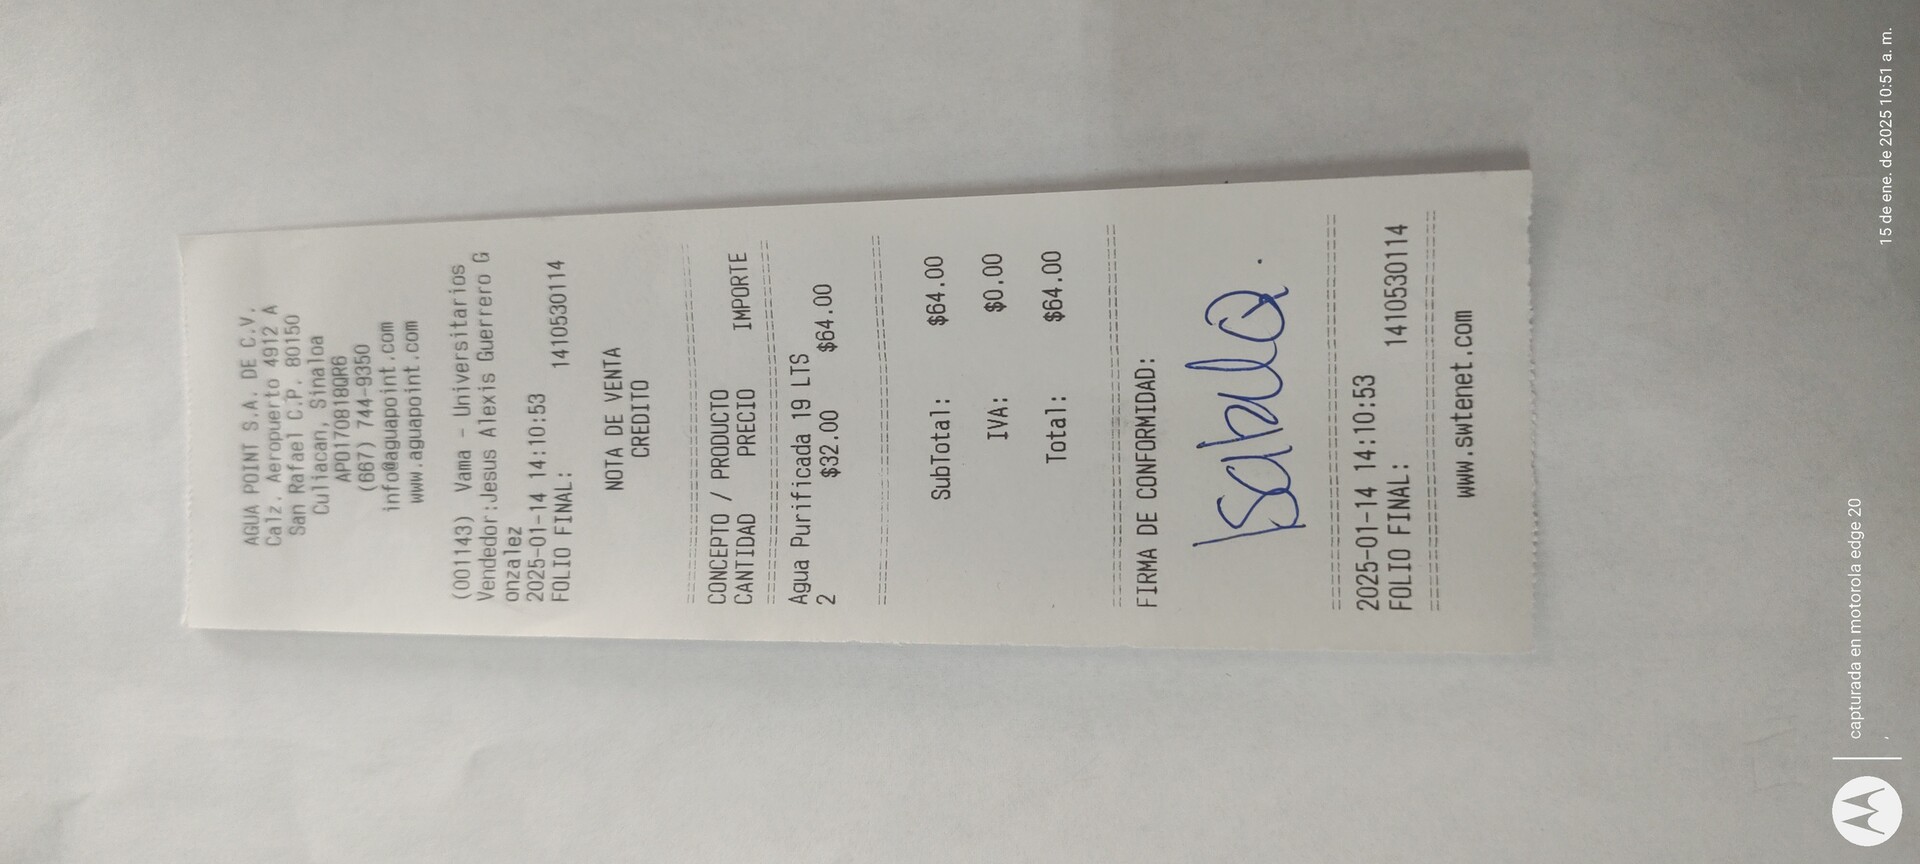 AGUA POINT S.A. DE C.V.
Calz. Aeropuerto 4912 A
San Rafael C.P. 80150
Culiacan, Sinaloa
APO170818QR6
(667) 744-9350
info@aguapoint.com
www.aguapoint.com
(001143) Vama - Universitarios
Vendedor:Jesus Alexis Guerrero G
onzalez
2025-01-14 14:10:53
FOLIO FINAL: 1410530114
NOTA DE VENTA
CREDITO
CONCEPTO / PRODUCTO
CANTIDAD PRECIO IMPORTE
Agua Purificada 19 LTS
2 $32.00 $64.00
SubTotal: $64.00
IVA: $0.00
Total: $64.00
FIRMA DE CONFORMIDAD:
Isabel Q.
2025-01-14 14:10:53
FOLIO FINAL: 1410530114
www.swtenet.com
capturada en motorola edge 20
15 de ene. de 2025 10:51 a. m.